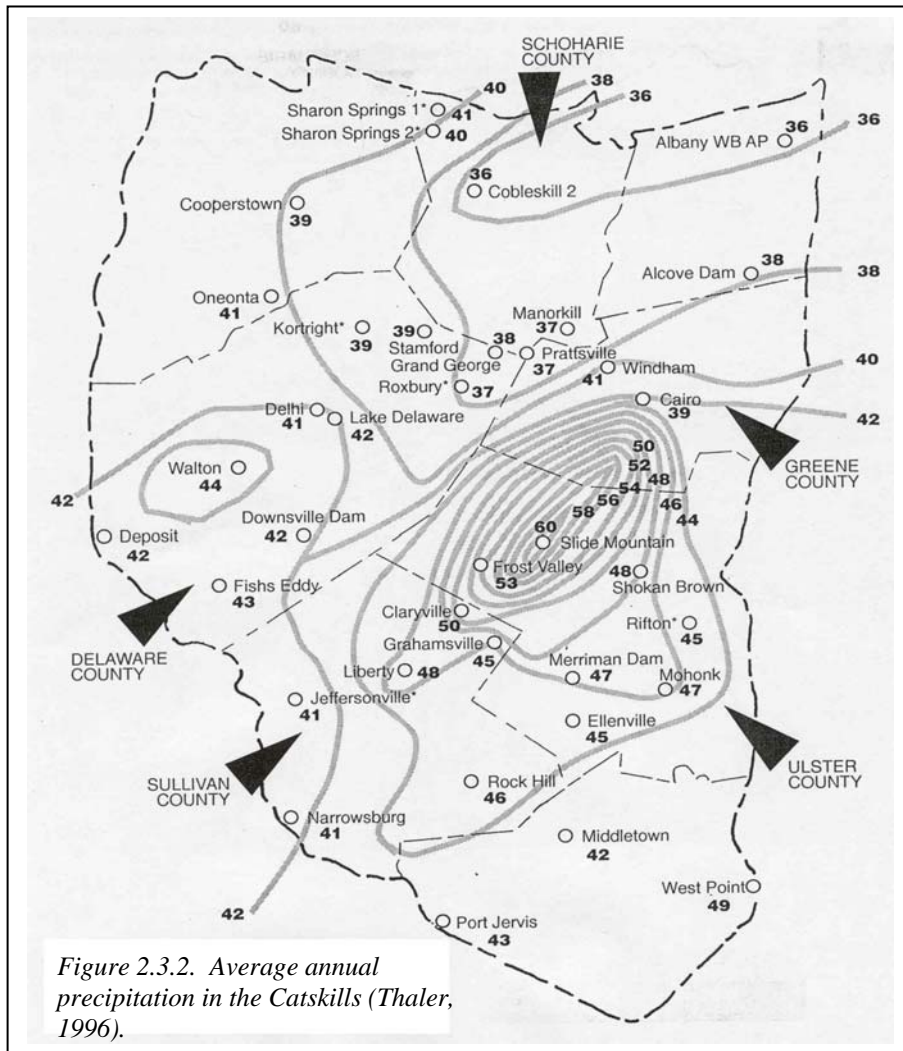 SCHOHARIE
COUNTY
40
38
36
Sharon Springs 1*
41
Sharon Springs 2*
40
36
Albany WB AP
36
36
Cobleskill 2
Cooperstown
39
38
Alcove Dam
38
Oneonta
41
Kortright*
39
39
Stamford
Manorkill
37
38
Grand George
Prattsville
37
Windham
41
40
Roxbury*
37
Cairo
39
42
Delhi
41
Lake Delaware
42
GREENE
COUNTY
Walton
44
50
52
48
54
46
56
44
58
42
Deposit
42
Downsville Dam
42
60
Slide Mountain
Frost Valley
53
48
Shokan Brown
Fishs Eddy
43
Claryville
50
Rifton*
45
DELAWARE
COUNTY
Grahamsville
45
Liberty
48
Merriman Dam
47
Mohonk
47
Jeffersonville*
41
Ellenville
45
SULLIVAN
COUNTY
ULSTER
COUNTY
Rock Hill
46
Narrowsburg
41
Middletown
42
West Point
49
42
Port Jervis
43
Figure 2.3.2. Average annual
precipitation in the Catskills (Thaler,
1996).